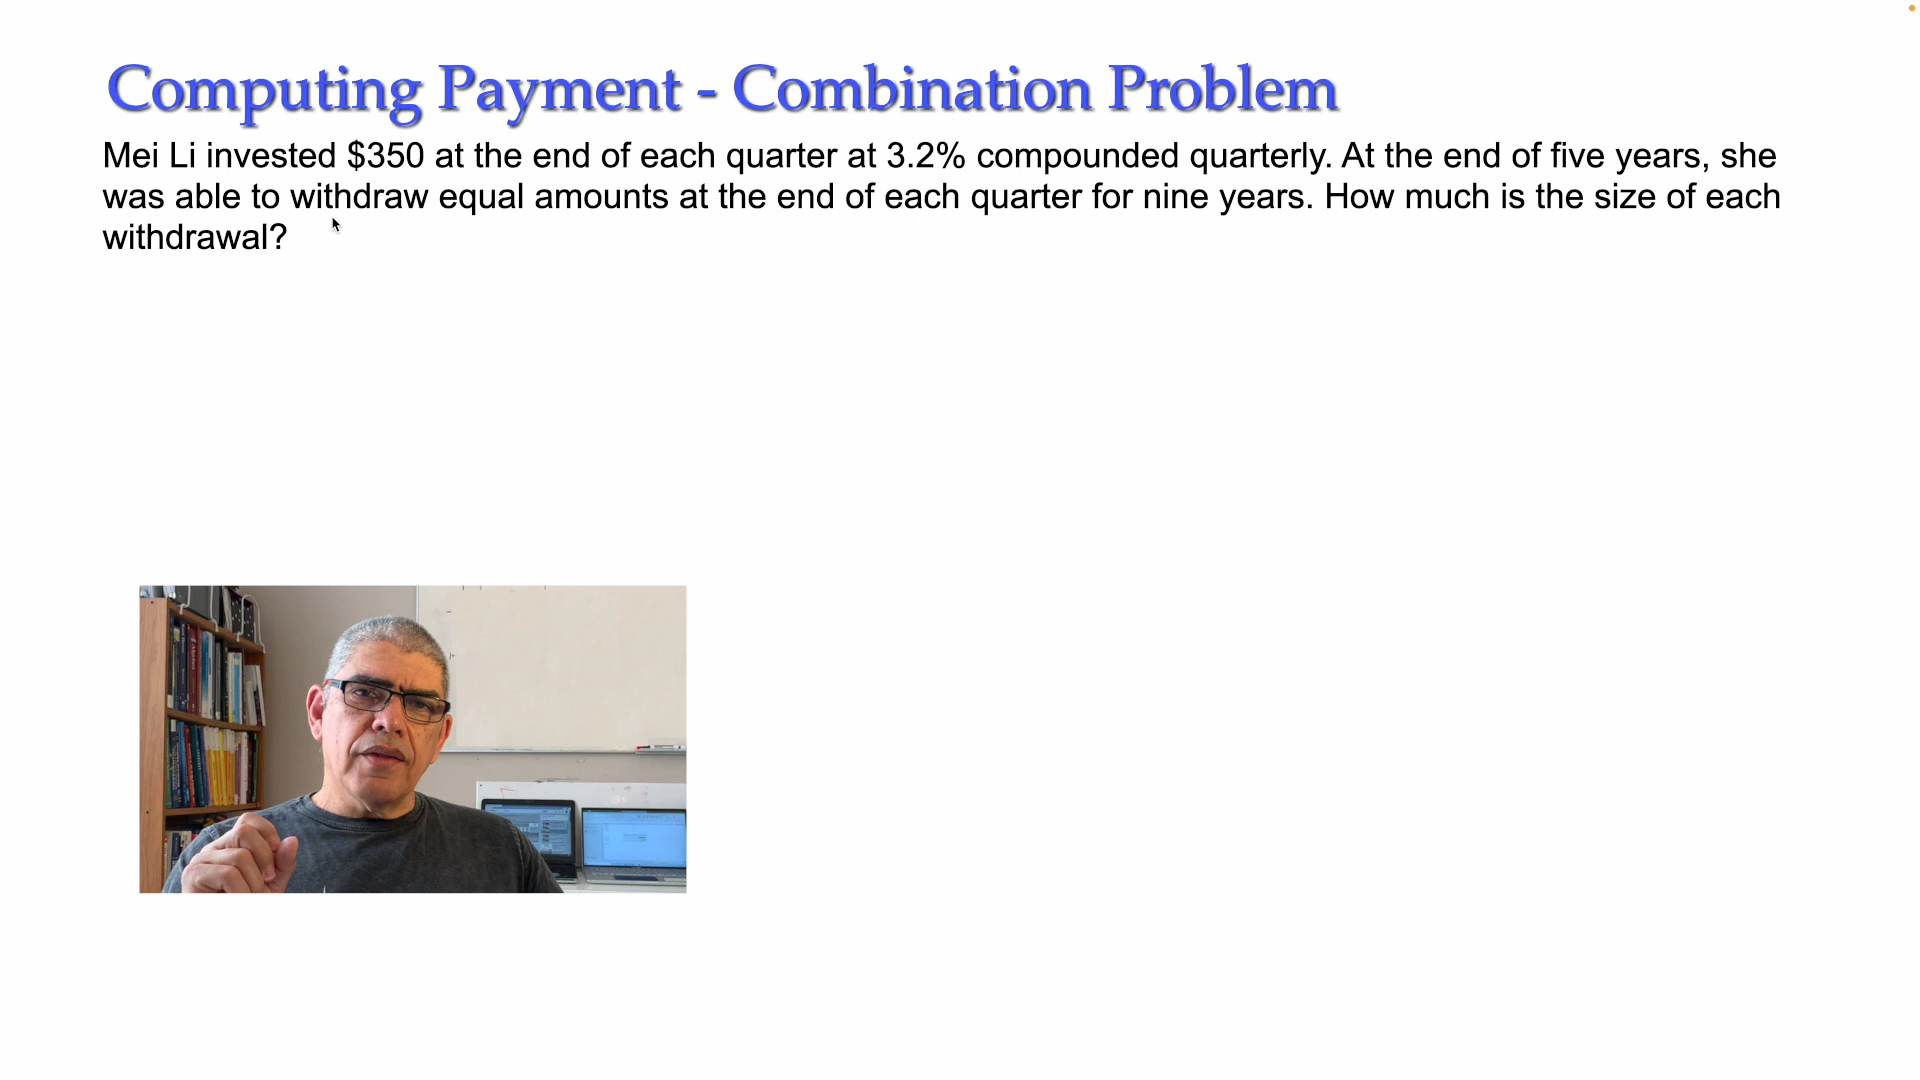 Computing Payment - Combination Problem
Mei Li invested $350 at the end of each quarter at 3.2% compounded quarterly. At the end of five years, she
was able to withdraw equal amounts at the end of each quarter for nine years. How much is the size of each
withdrawal?